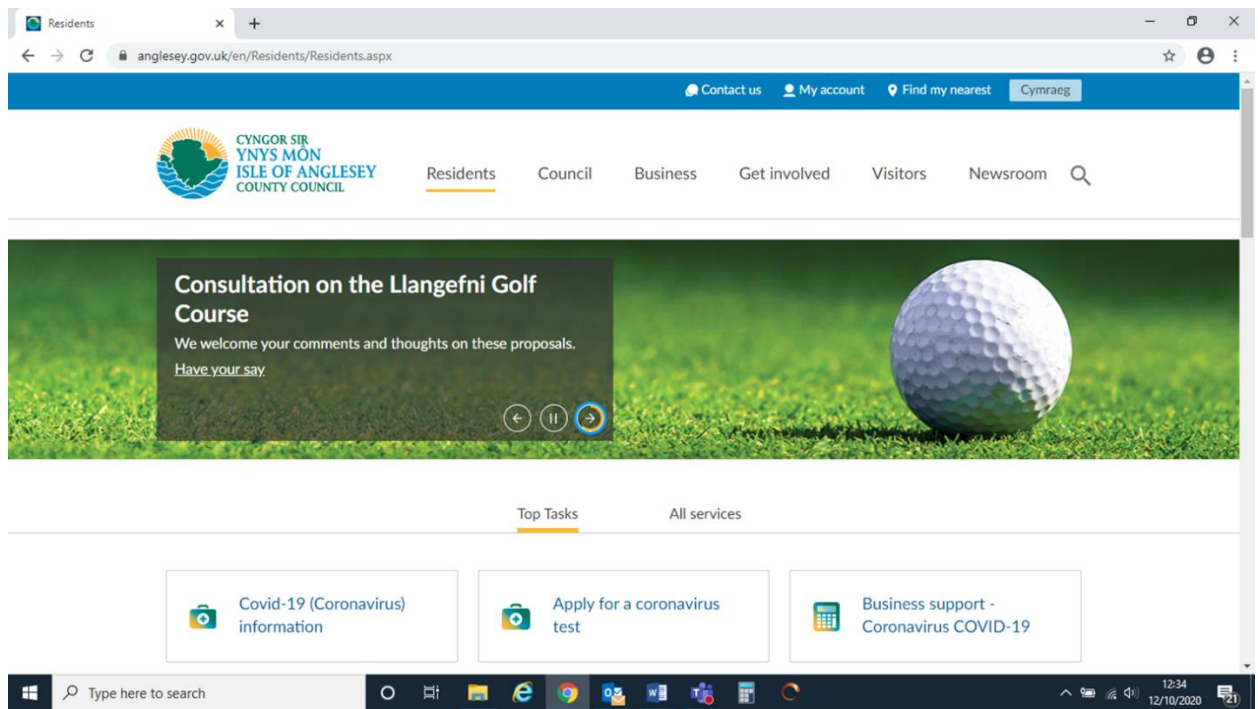 Residents
anglesey.gov.uk/en/Residents/Residents.aspx
Contact us My account Find my nearest Cymraeg
CYNGOR SIR
YNYS MÔN
ISLE OF ANGLESEY
COUNTY COUNCIL
Residents Council Business Get involved Visitors Newsroom
Consultation on the Llangefni Golf
Course
We welcome your comments and thoughts on these proposals.
Have your say
Top Tasks All services
Covid-19 (Coronavirus)
information
Apply for a coronavirus
test
Business support -
Coronavirus COVID-19
Type here to search
12:34
12/10/2020
21